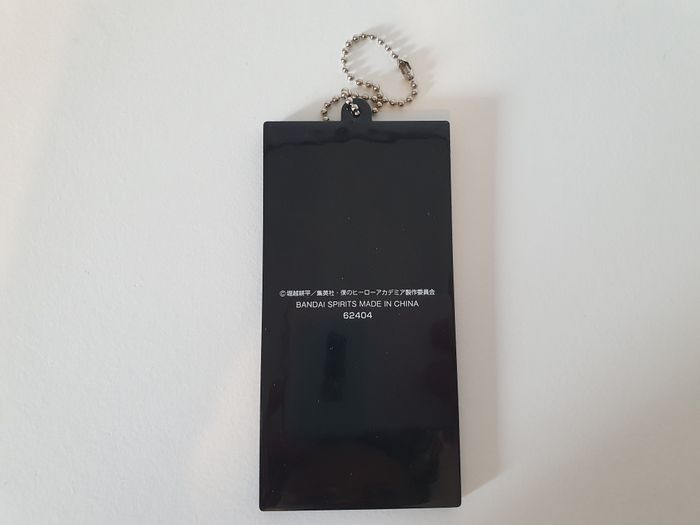 ©堀越耕平／集英社・僕のヒーローアカデミア製作委員会
BANDAI SPIRITS MADE IN CHINA
62404